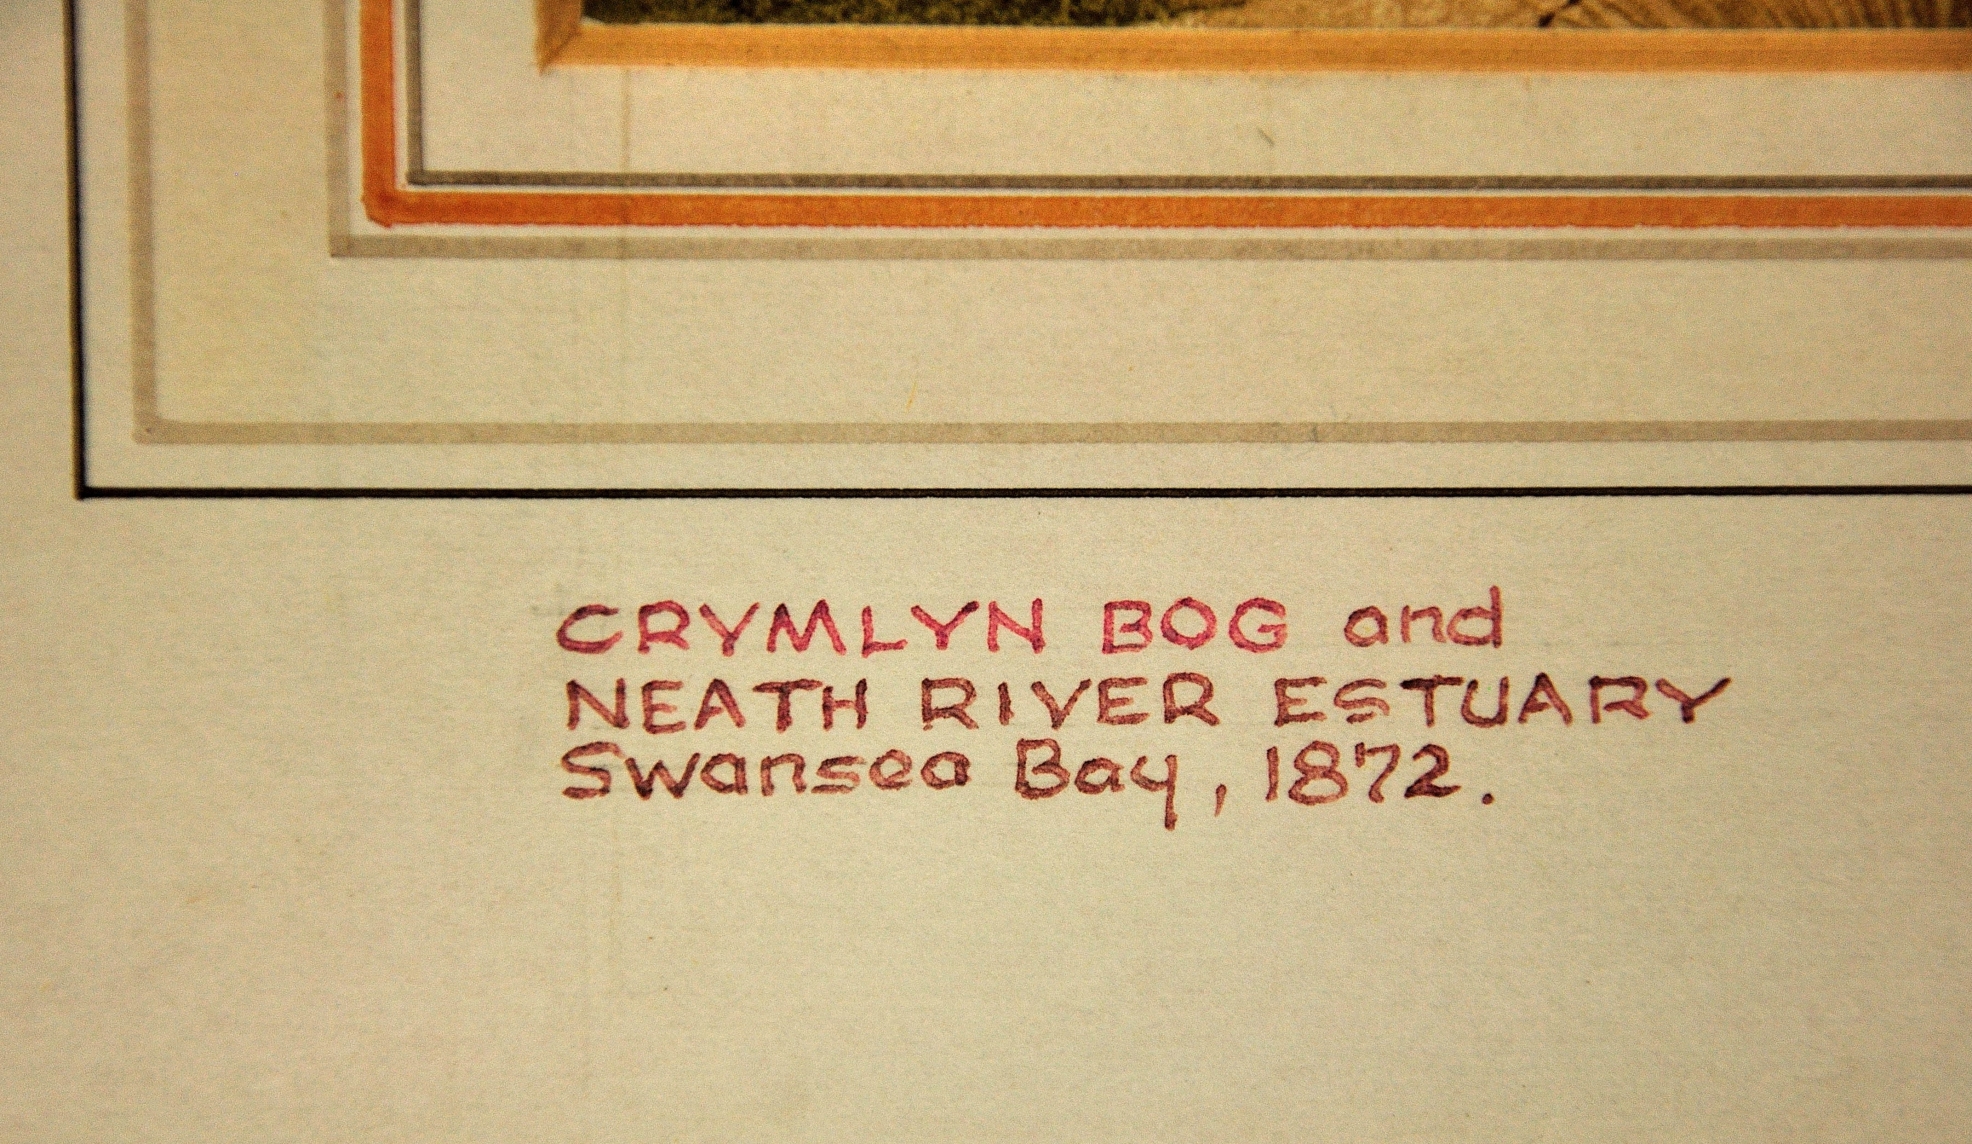 CRYMLYN BOG and
NEATH RIVER ESTUARY
Swansea Bay, 1872.